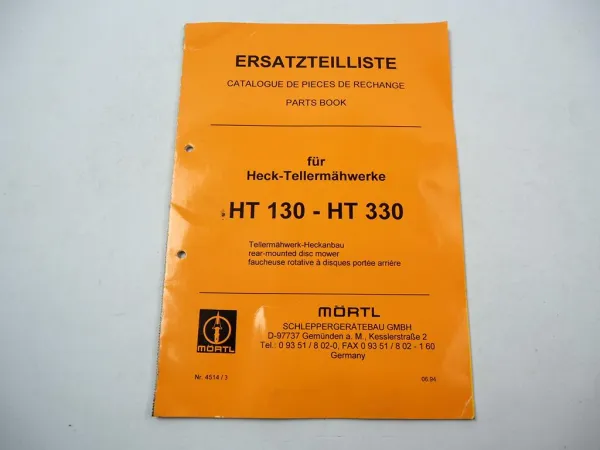 ERSATZTEILLISTE
CATALOGUE DE PIECES DE RECHANGE
PARTS BOOK
für
Heck-Tellermähwerke
HT 130 - HT 330
Tellermähwerk-Heckanbau
rear-mounted disc mower
faucheuse rotative à disques portée arrière
MÖRTL
MÖRTL
SCHLEPPERGERÄTEBAU GMBH
D-97737 Gemünden a. M., Kesslerstraße 2
Tel.: 0 93 51 / 8 02-0, FAX 0 93 51 / 8 02 - 1 60
Germany
Nr. 4514 / 3
06.94